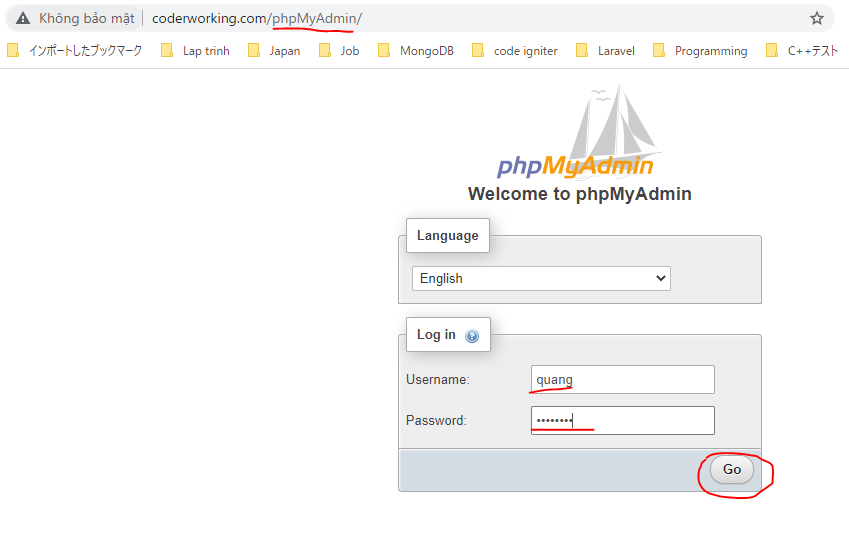 Không bảo mật coderworking.com/phpMyAdmin/
インポートしたブックマーク Lap trinh Japan Job MongoDB code igniter Laravel Programming C++テスト
phpMyAdmin
Welcome to phpMyAdmin
Language
English
Log in
Username: quang
Password: ••••••••
Go